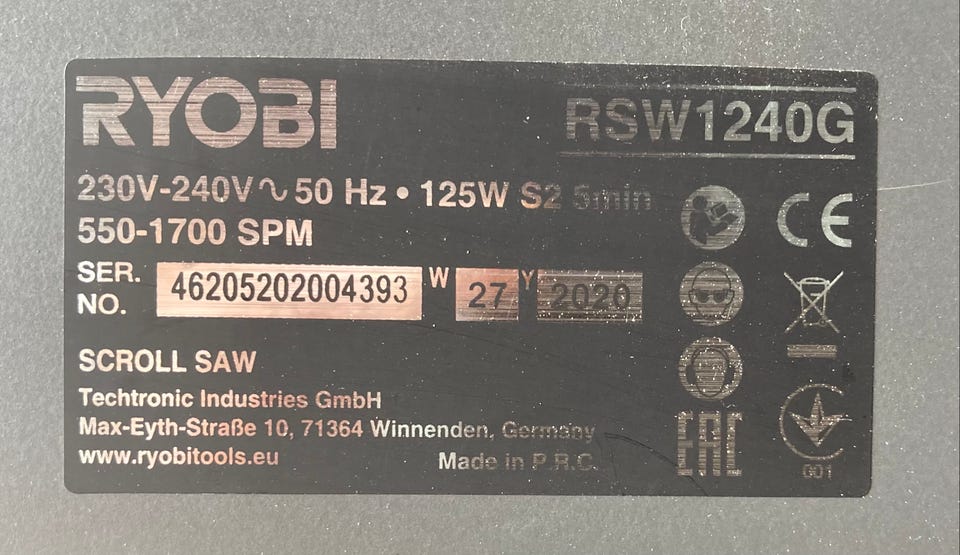 RYOBI
RSW1240G
230V-240V ~ 50 Hz • 125W S2 5min
550-1700 SPM
SER. NO. 46205202004393 W 27 Y 2020
SCROLL SAW
Techtronic Industries GmbH
Max-Eyth-Straße 10, 71364 Winnenden, Germany
www.ryobitools.eu
Made in P.R.C.
CE
EAC
001